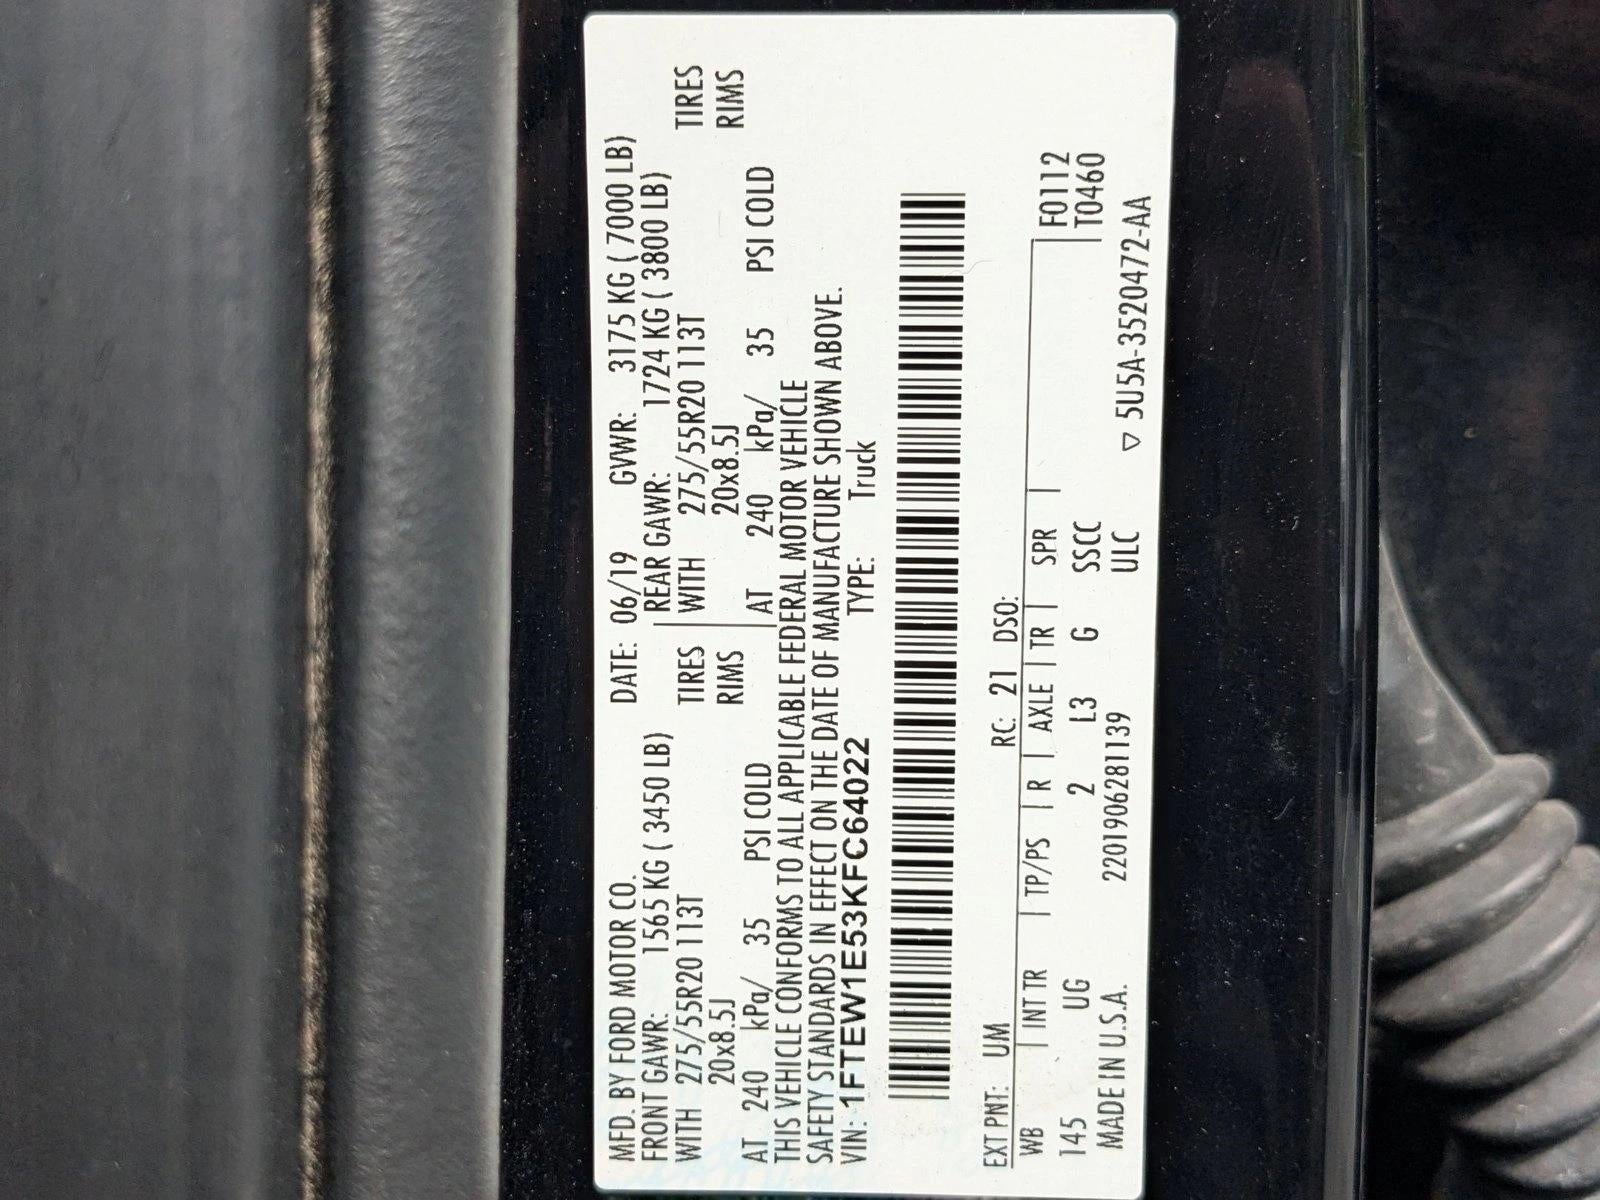 MFD. BY FORD MOTOR CO. DATE: 06/19 GVWR: 3175 KG ( 7000 LB)
FRONT GAWR: 1565 KG ( 3450 LB) REAR GAWR: 1724 KG ( 3800 LB)
WITH 275/55R20 113T TIRES WITH 275/55R20 113T TIRES
20x8.5J RIMS 20x8.5J RIMS
AT 240 kPa/ 35 PSI COLD AT 240 kPa/ 35 PSI COLD
THIS VEHICLE CONFORMS TO ALL APPLICABLE FEDERAL MOTOR VEHICLE
SAFETY STANDARDS IN EFFECT ON THE DATE OF MANUFACTURE SHOWN ABOVE.
VIN: 1FTEW1E53KFC64022 TYPE: Truck
EXT PNT: UM RC: 21 DSO:
WB | INT TR | TP/PS | R | AXLE | TR | SPR | F0112
145 UG 2 L3 G SSCC T0460
MADE IN U.S.A. 2201906281139 ULC ▽ 5U5A-3520472-AA